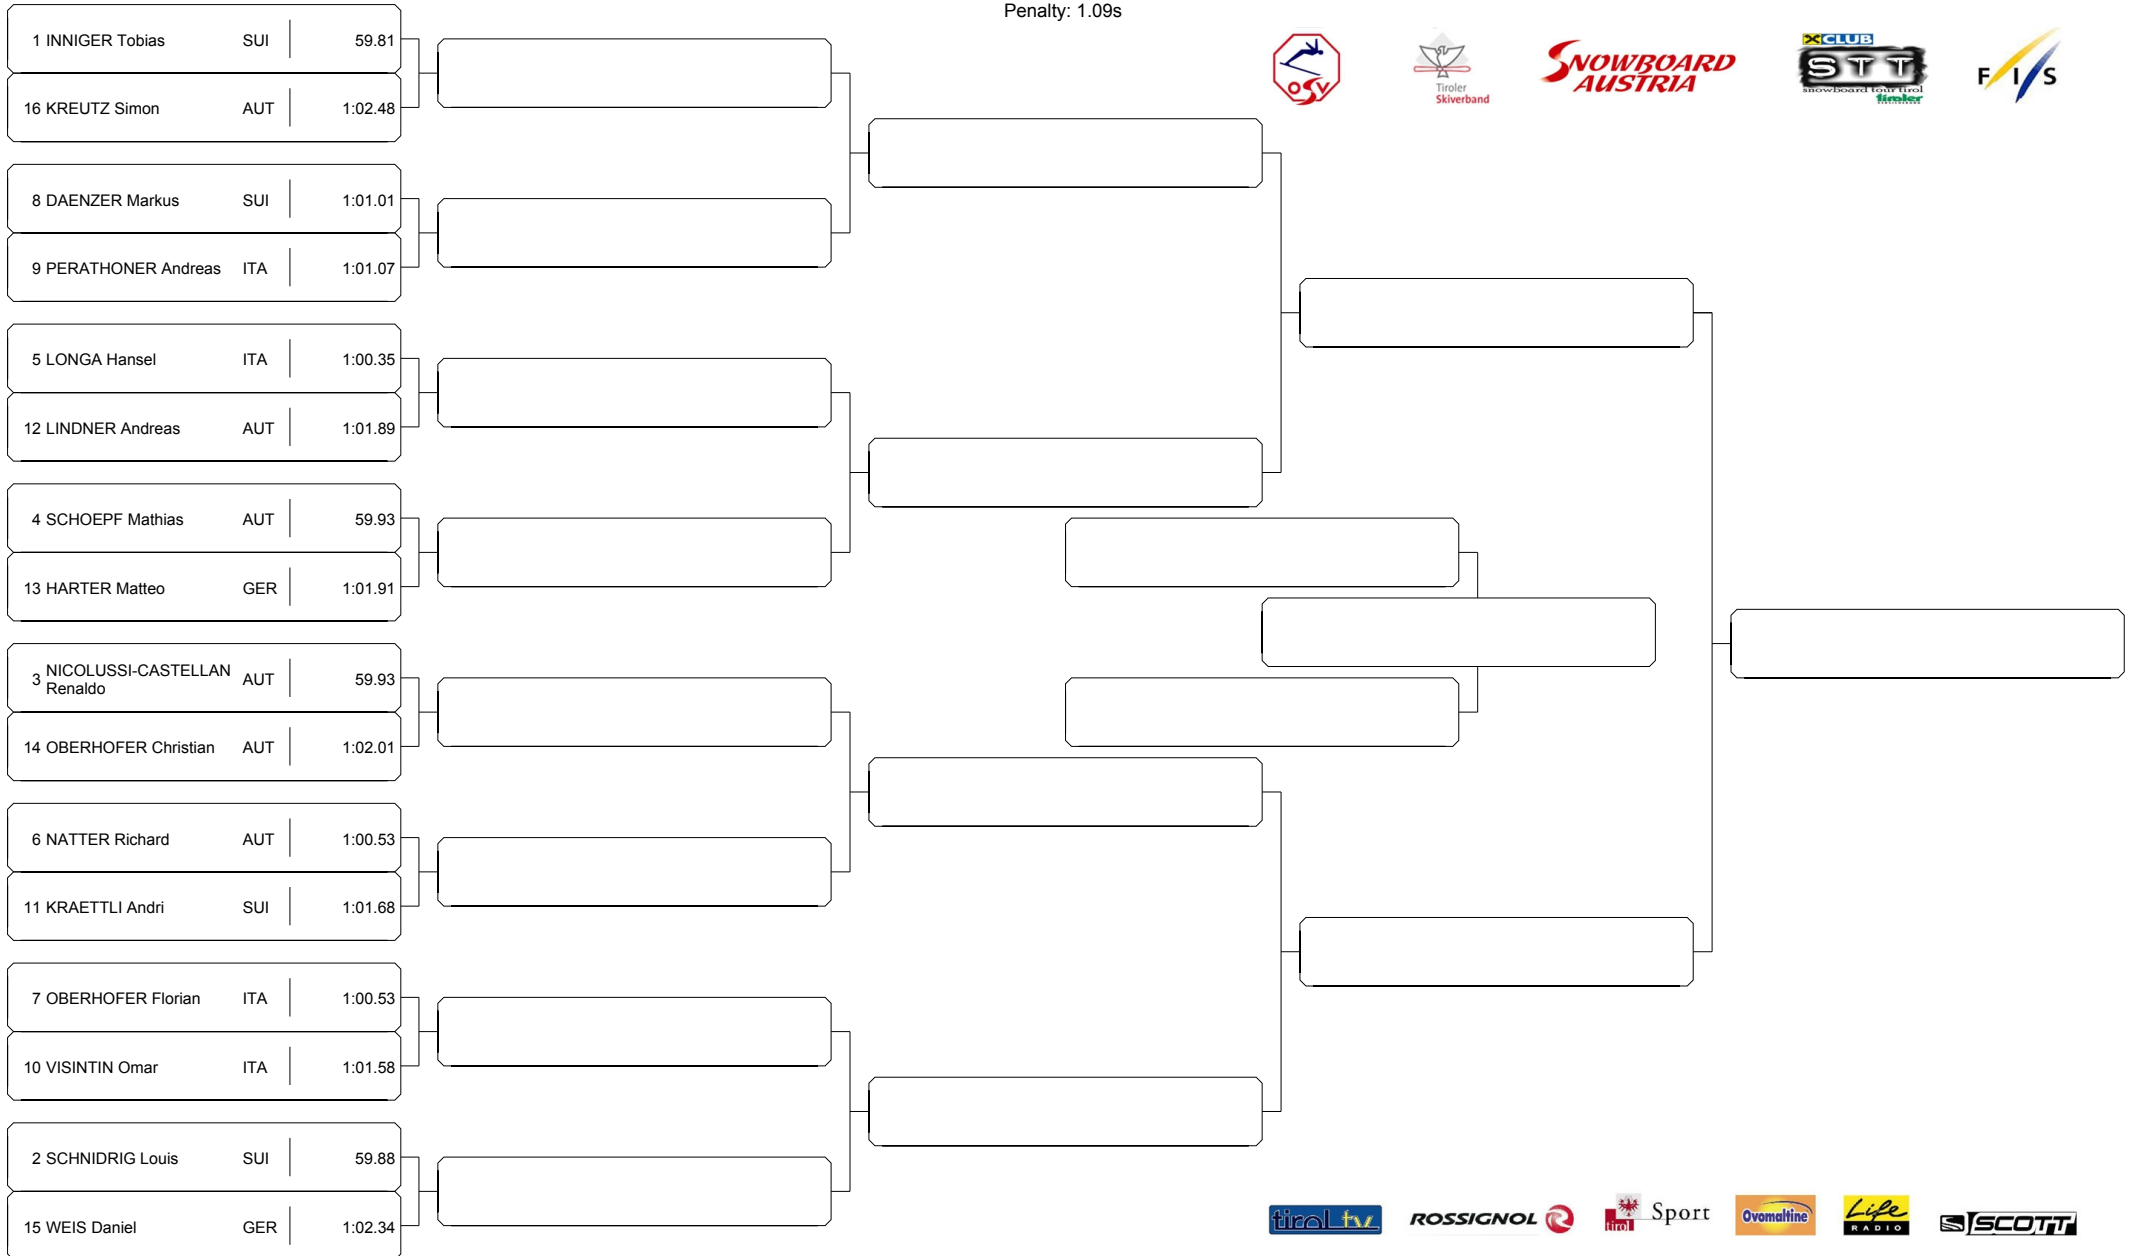 Penalty: 1.09s
1 INNIGER Tobias SUI 59.81
16 KREUTZ Simon AUT 1:02.48
8 DAENZER Markus SUI 1:01.01
9 PERATHONER Andreas ITA 1:01.07
5 LONGA Hansel ITA 1:00.35
12 LINDNER Andreas AUT 1:01.89
4 SCHOEPF Mathias AUT 59.93
13 HARTER Matteo GER 1:01.91
3 NICOLUSSI-CASTELLAN AUT 59.93
Renaldo
14 OBERHOFER Christian AUT 1:02.01
6 NATTER Richard AUT 1:00.53
11 KRAETTLI Andri SUI 1:01.68
7 OBERHOFER Florian ITA 1:00.53
10 VISINTIN Omar ITA 1:01.58
2 SCHNIDRIG Louis SUI 59.88
15 WEIS Daniel GER 1:02.34
ÖSV
Tiroler
Skiverband
SNOWBOARD
AUSTRIA
XCLUB
STT
snowboard tour tirol
tiroler
F/I/S
tirol tv
ROSSIGNOL
tirol Sport
Ovomaltine
Life
RADIO
SCOTT